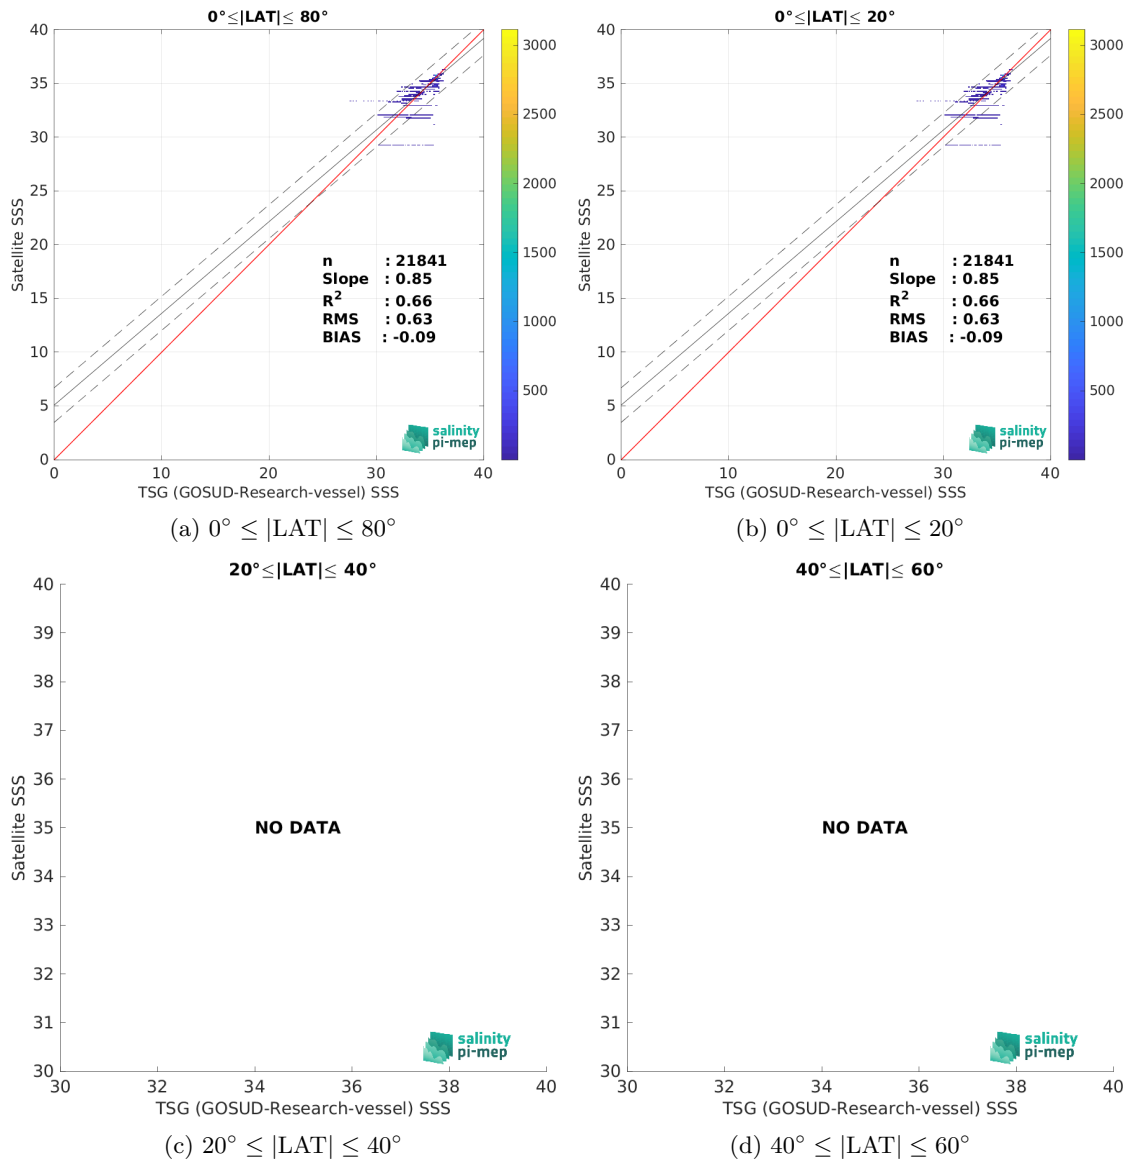 0°≤|LAT|≤ 80°
40
35
30
25
20
15
10
5
0
Satellite SSS
n : 21841
Slope : 0.85
R² : 0.66
RMS : 0.63
BIAS : -0.09
salinity
pi-mep
0 10 20 30 40
TSG (GOSUD-Research-vessel) SSS
3000
2500
2000
1500
1000
500
(a) 0° ≤ |LAT| ≤ 80°
0°≤|LAT|≤ 20°
40
35
30
25
20
15
10
5
0
Satellite SSS
n : 21841
Slope : 0.85
R² : 0.66
RMS : 0.63
BIAS : -0.09
salinity
pi-mep
0 10 20 30 40
TSG (GOSUD-Research-vessel) SSS
3000
2500
2000
1500
1000
500
(b) 0° ≤ |LAT| ≤ 20°
20°≤|LAT|≤ 40°
40
39
38
37
36
35
34
33
32
31
30
Satellite SSS
NO DATA
salinity
pi-mep
30 32 34 36 38 40
TSG (GOSUD-Research-vessel) SSS
(c) 20° ≤ |LAT| ≤ 40°
40°≤|LAT|≤ 60°
40
39
38
37
36
35
34
33
32
31
30
Satellite SSS
NO DATA
salinity
pi-mep
30 32 34 36 38 40
TSG (GOSUD-Research-vessel) SSS
(d) 40° ≤ |LAT| ≤ 60°